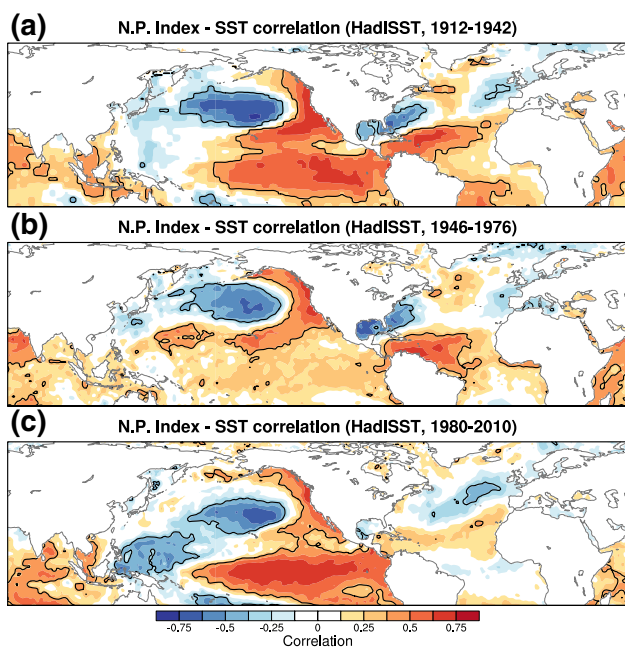 (a) N.P. Index - SST correlation (HadISST, 1912-1942)
(b) N.P. Index - SST correlation (HadISST, 1946-1976)
(c) N.P. Index - SST correlation (HadISST, 1980-2010)
-0.75 -0.5 -0.25 0 0.25 0.5 0.75
Correlation